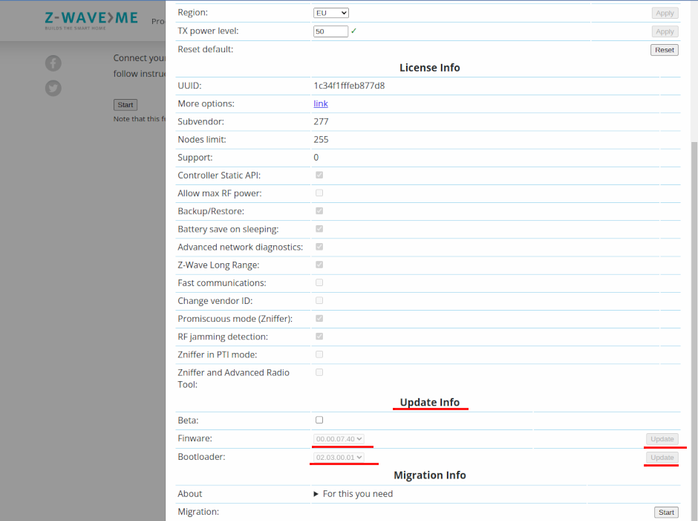 Z-WAVE>ME
BUILDS THE SMART HOME
Pro
Connect your
follow instruc
Start
Note that this f
Region: EU Apply
TX power level: 50 ✓ Apply
Reset default: Reset
License Info
UUID: 1c34f1fffeb877d8
More options: link
Subvendor: 277
Nodes limit: 255
Support: 0
Controller Static API:
Allow max RF power:
Backup/Restore:
Battery save on sleeping:
Advanced network diagnostics:
Z-Wave Long Range:
Fast communications:
Change vendor ID:
Promiscuous mode (Zniffer):
RF jamming detection:
Zniffer in PTI mode:
Zniffer and Advanced Radio
Tool:
Update Info
Beta:
Finware: 00.00.07.40 Update
Bootloader: 02.03.00.01 Update
Migration Info
About ▶ For this you need
Migration: Start